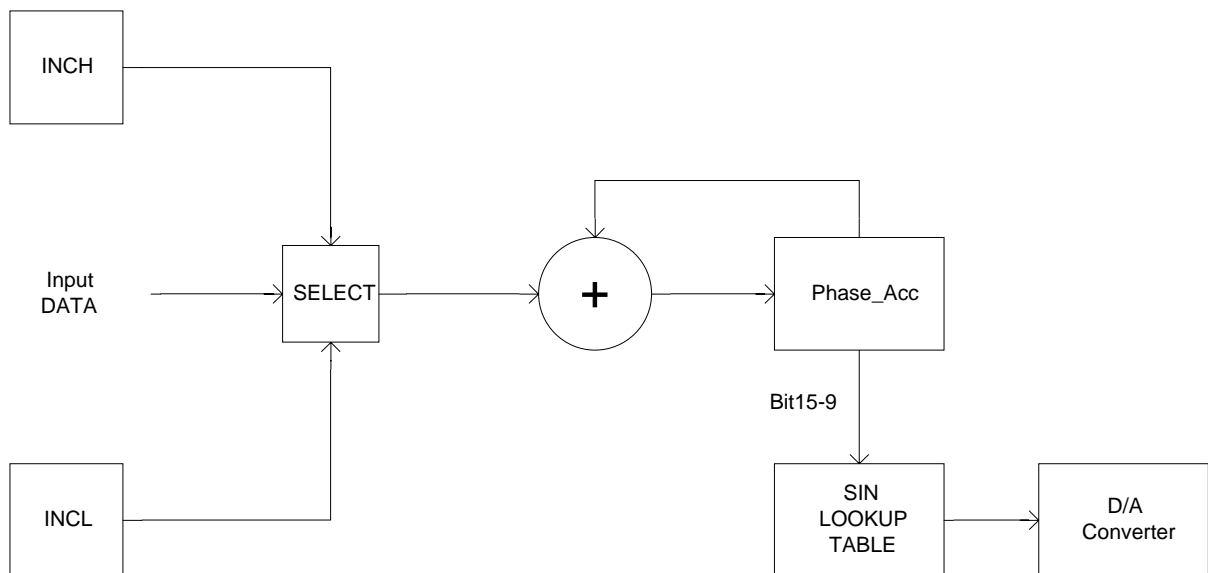 INCH
Input
DATA
SELECT
+
Phase_Acc
Bit15-9
INCL
SIN
LOOKUP
TABLE
D/A
Converter